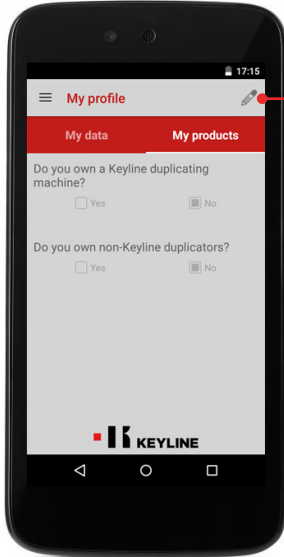 17:15
My profile
My data My products
Do you own a Keyline duplicating
machine?
Yes No
Do you own non-Keyline duplicators?
Yes No
KEYLINE